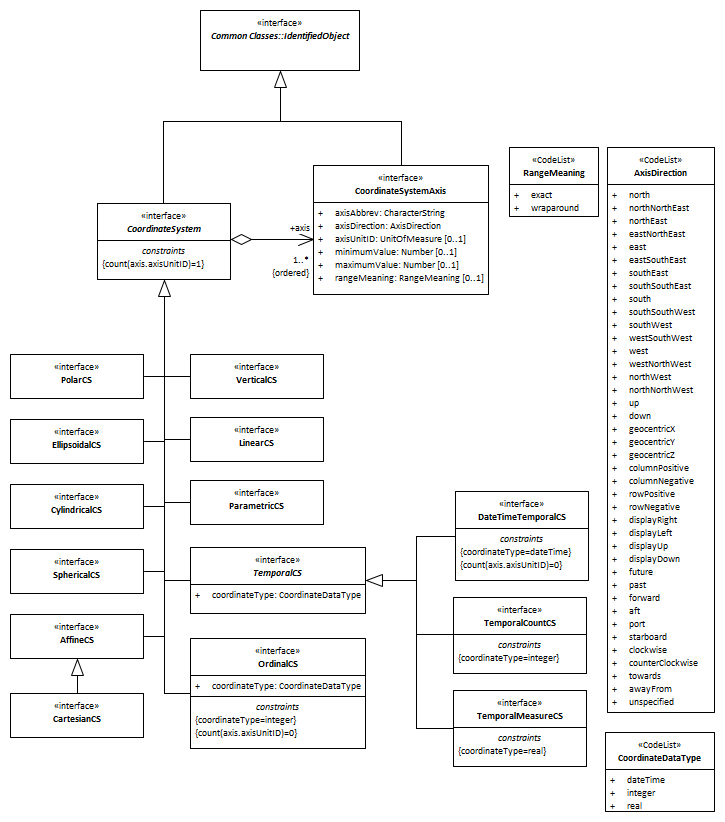 «interface»
Common Classes::IdentifiedObject
«interface»
CoordinateSystem
constraints
{count(axis.axisUnitID)=1}
+axis
1..*
{ordered}
«interface»
CoordinateSystemAxis
+ axisAbbrev: CharacterString
+ axisDirection: AxisDirection
+ axisUnitID: UnitOfMeasure [0..1]
+ minimumValue: Number [0..1]
+ maximumValue: Number [0..1]
+ rangeMeaning: RangeMeaning [0..1]
«CodeList»
RangeMeaning
+ exact
+ wraparound
«CodeList»
AxisDirection
+ north
+ northNorthEast
+ northEast
+ eastNorthEast
+ east
+ eastSouthEast
+ southEast
+ southSouthEast
+ south
+ southSouthWest
+ southWest
+ westSouthWest
+ west
+ westNorthWest
+ northWest
+ northNorthWest
+ up
+ down
+ geocentricX
+ geocentricY
+ geocentricZ
+ columnPositive
+ columnNegative
+ rowPositive
+ rowNegative
+ displayRight
+ displayLeft
+ displayUp
+ displayDown
+ future
+ past
+ forward
+ aft
+ port
+ starboard
+ clockwise
+ counterClockwise
+ towards
+ awayFrom
+ unspecified
«interface»
PolarCS
«interface»
VerticalCS
«interface»
EllipsoidalCS
«interface»
LinearCS
«interface»
CylindricalCS
«interface»
ParametricCS
«interface»
SphericalCS
«interface»
TemporalCS
+ coordinateType: CoordinateDataType
«interface»
AffineCS
«interface»
OrdinalCS
+ coordinateType: CoordinateDataType
constraints
{coordinateType=integer}
{count(axis.axisUnitID)=0}
«interface»
CartesianCS
«interface»
DateTimeTemporalCS
constraints
{coordinateType=dateTime}
{count(axis.axisUnitID)=0}
«interface»
TemporalCountCS
constraints
{coordinateType=integer}
«interface»
TemporalMeasureCS
constraints
{coordinateType=real}
«CodeList»
CoordinateDataType
+ dateTime
+ integer
+ real